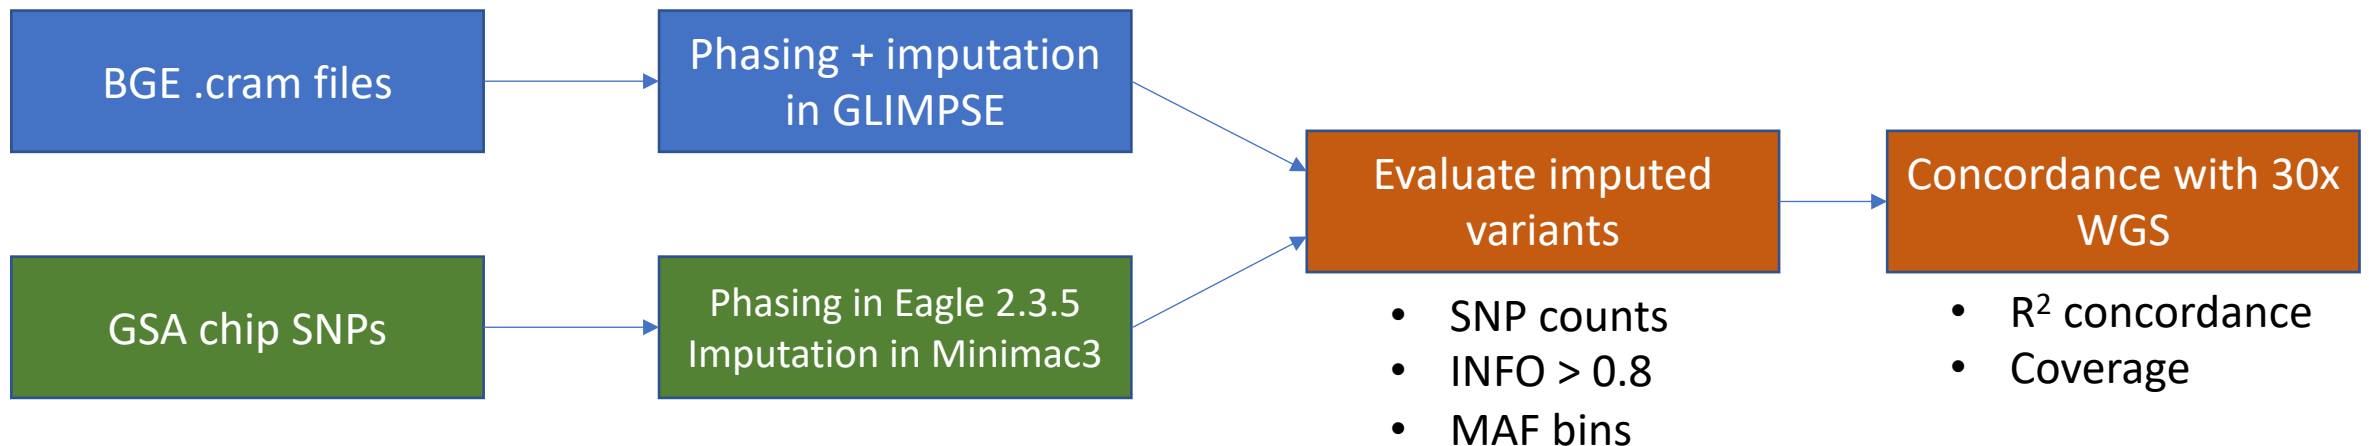 BGE .cram files
Phasing + imputation
in GLIMPSE
GSA chip SNPs
Phasing in Eagle 2.3.5
Imputation in Minimac3
Evaluate imputed
variants
• SNP counts
• INFO > 0.8
• MAF bins
Concordance with 30x
WGS
• R² concordance
• Coverage